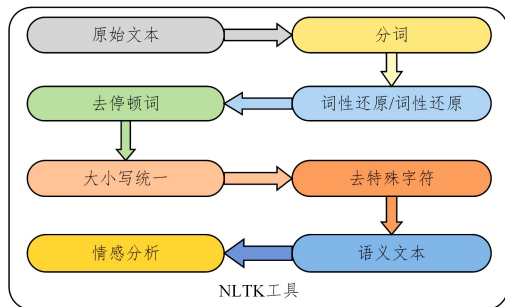 原始文本
分词
词性还原/词性还原
去停顿词
大小写统一
去特殊字符
语义文本
情感分析
NLTK工具